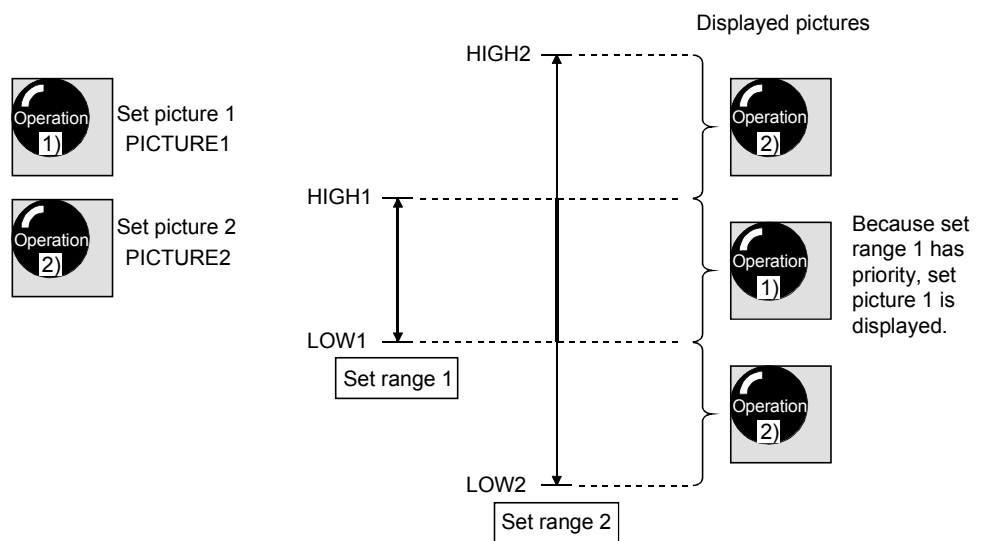 Displayed pictures
HIGH2
Operation
1)
Set picture 1
PICTURE1
Operation
2)
Set picture 2
PICTURE2
HIGH1
LOW1
Set range 1
LOW2
Set range 2
Operation
2)
Operation
1)
Because set
range 1 has
priority, set
picture 1 is
displayed.
Operation
2)